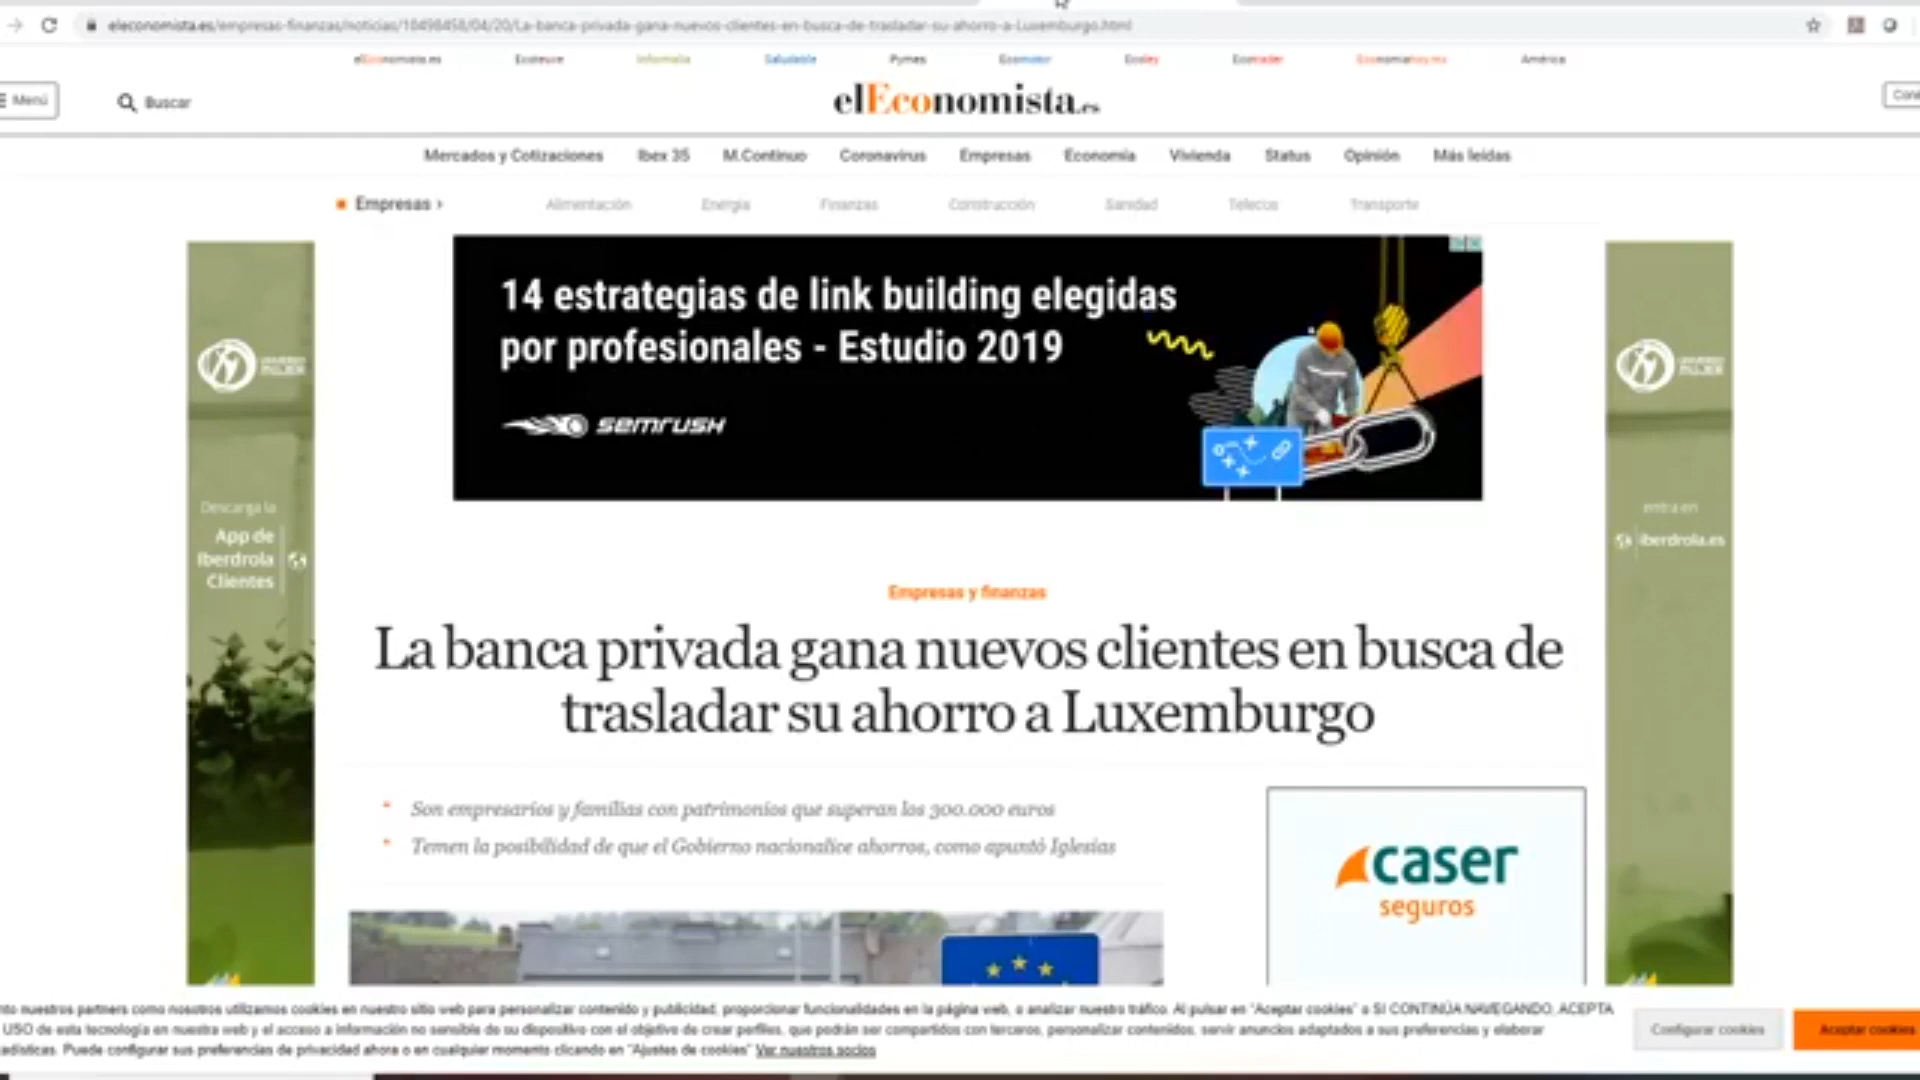 eleconomista.es/empresas-finanzas/noticias/10498458/04/20/La-banca-privada-gana-nuevos-clientes-en-busca-de-trasladar-su-ahorro-a-Luxemburgo.html
elEconomista.es Ecoteuve Informalia Saludable Pymes Ecomotor Ecoley Ecotrader Economiahoy.mx América
Menú
Buscar
elEconomista.es
Mercados y Cotizaciones Ibex 35 M.Continuo Coronavirus Empresas Economía Vivienda Status Opinión Más leídas
Empresas › Alimentación Energía Finanzas Construcción Sanidad Telecos Transporte
14 estrategias de link building elegidas
por profesionales - Estudio 2019
semrush
UNIVERSO
MUJER
Descarga la
App de
Iberdrola
Clientes
UNIVERSO
MUJER
entra en
iberdrola.es
Empresas y finanzas
La banca privada gana nuevos clientes en busca de
trasladar su ahorro a Luxemburgo
Son empresarios y familias con patrimonios que superan los 300.000 euros
Temen la posibilidad de que el Gobierno nacionalice ahorros, como apuntó Iglesias
caser
seguros
nto nuestros partners como nosotros utilizamos cookies en nuestro sitio web para personalizar contenido y publicidad, proporcionar funcionalidades en la página web, o analizar nuestro tráfico. Al pulsar en "Aceptar cookies" o SI CONTINÚA NAVEGANDO, ACEPTA
USO de esta tecnología en nuestra web y el acceso a información no sensible de su dispositivo con el objetivo de crear perfiles, que podrán ser compartidos con terceros, personalizar contenidos, servir anuncios adaptados a sus preferencias y elaborar
adísticas. Puede configurar sus preferencias de privacidad ahora o en cualquier momento clicando en "Ajustes de cookies" Ver nuestros socios
Configurar cookies
Aceptar cookies